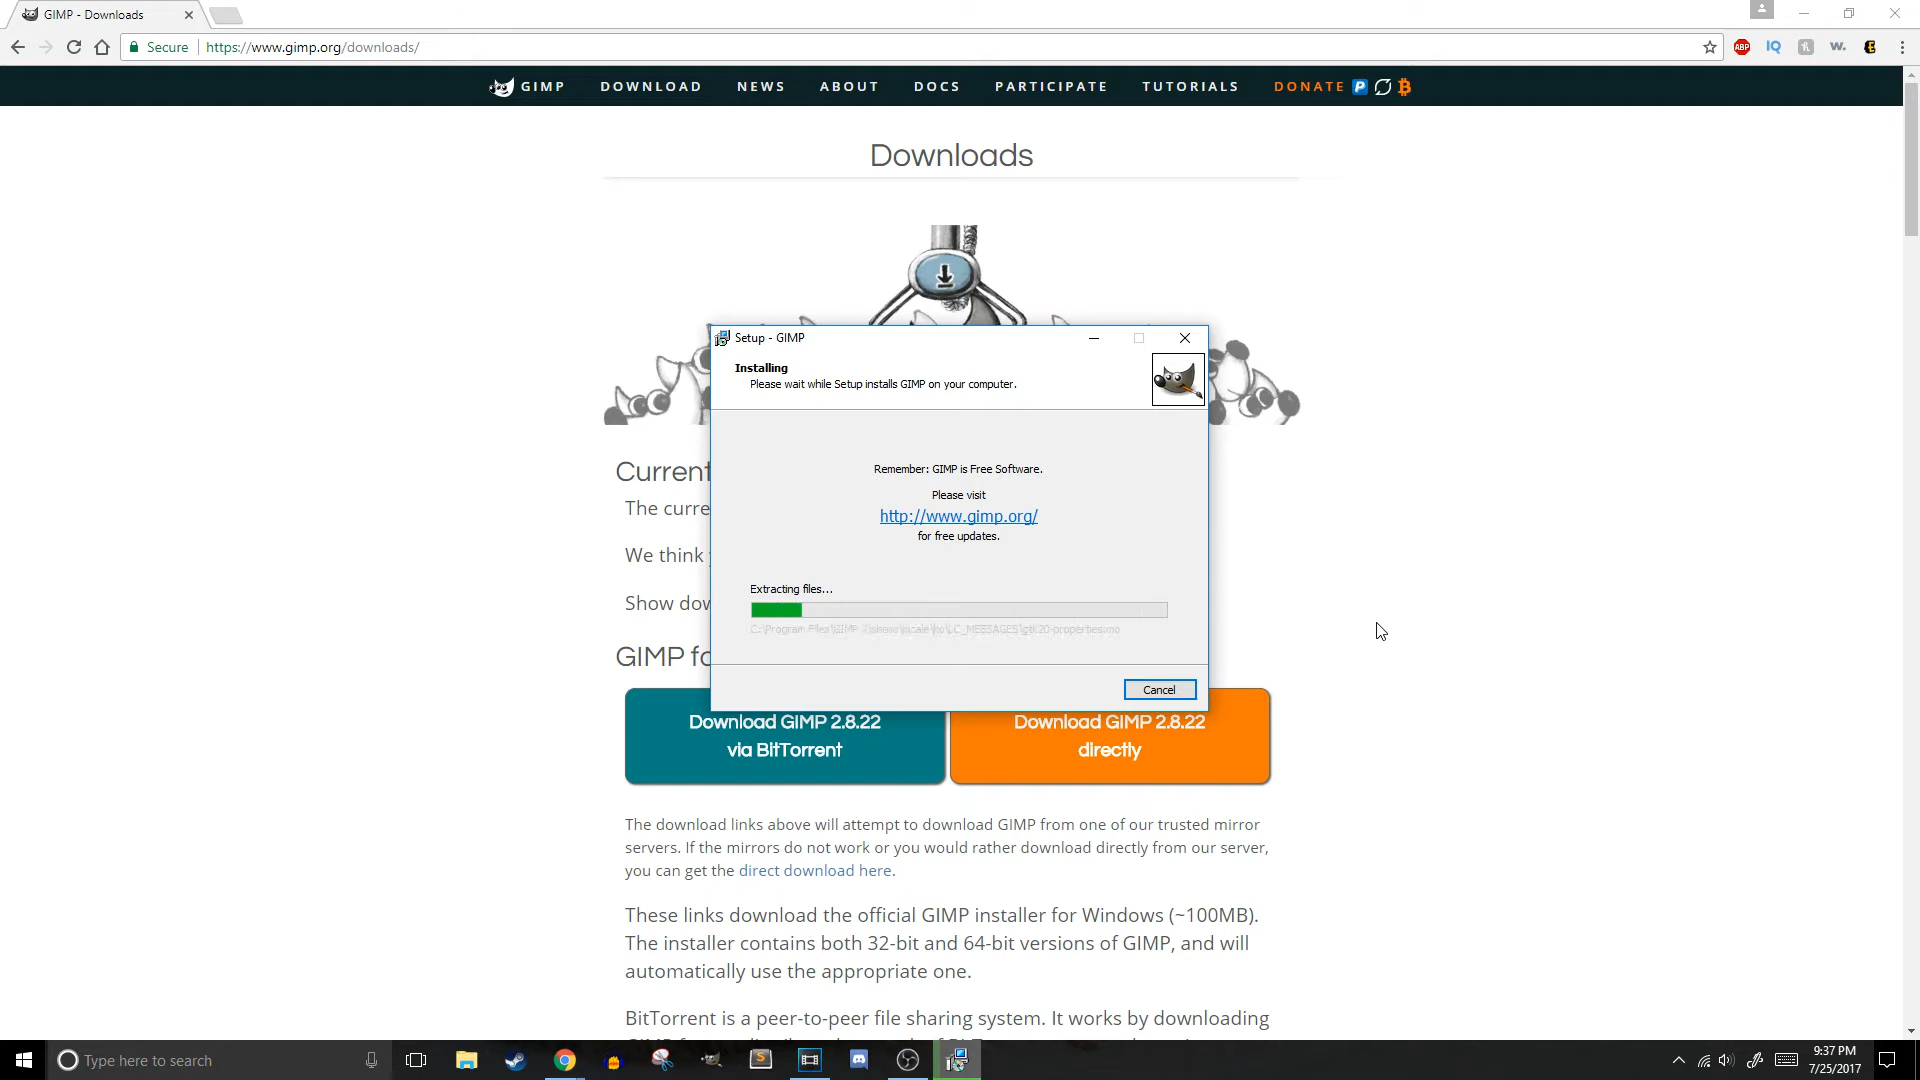 GIMP - Downloads
Secure
https://www.gimp.org/downloads/
ABP
IQ
w.
GIMP DOWNLOAD NEWS ABOUT DOCS PARTICIPATE TUTORIALS DONATE
Downloads
Setup - GIMP
Installing
Please wait while Setup installs GIMP on your computer.
Remember: GIMP is Free Software.
Please visit
http://www.gimp.org/
for free updates.
Extracting files...
Cancel
Current
The curre
We think
Show dow
GIMP fo
Download GIMP 2.8.22
via BitTorrent
Download GIMP 2.8.22
directly
The download links above will attempt to download GIMP from one of our trusted mirror
servers. If the mirrors do not work or you would rather download directly from our server,
you can get the direct download here.
These links download the official GIMP installer for Windows (~100MB).
The installer contains both 32-bit and 64-bit versions of GIMP, and will
automatically use the appropriate one.
BitTorrent is a peer-to-peer file sharing system. It works by downloading
Type here to search
9:37 PM
7/25/2017